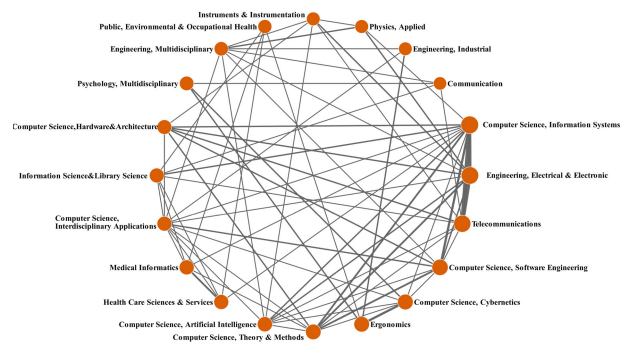 Instruments & Instrumentation
Public, Environmental & Occupational Health
Physics, Applied
Engineering, Multidisciplinary
Engineering, Industrial
Psychology, Multidisciplinary
Communication
Computer Science,Hardware&Architecture
Computer Science, Information Systems
Information Science&Library Science
Engineering, Electrical & Electronic
Computer Science,
Interdisciplinary Applications
Telecommunications
Medical Informatics
Computer Science, Software Engineering
Health Care Sciences & Services
Computer Science, Cybernetics
Computer Science, Artificial Intelligence
Ergonomics
Computer Science, Theory & Methods